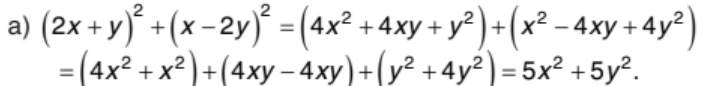 a) (2x + y)² + (x – 2y)² = (4x² + 4xy + y²) + (x² – 4xy + 4y²)
= (4x² + x²) + (4xy – 4xy) + (y² + 4y²) = 5x² + 5y².